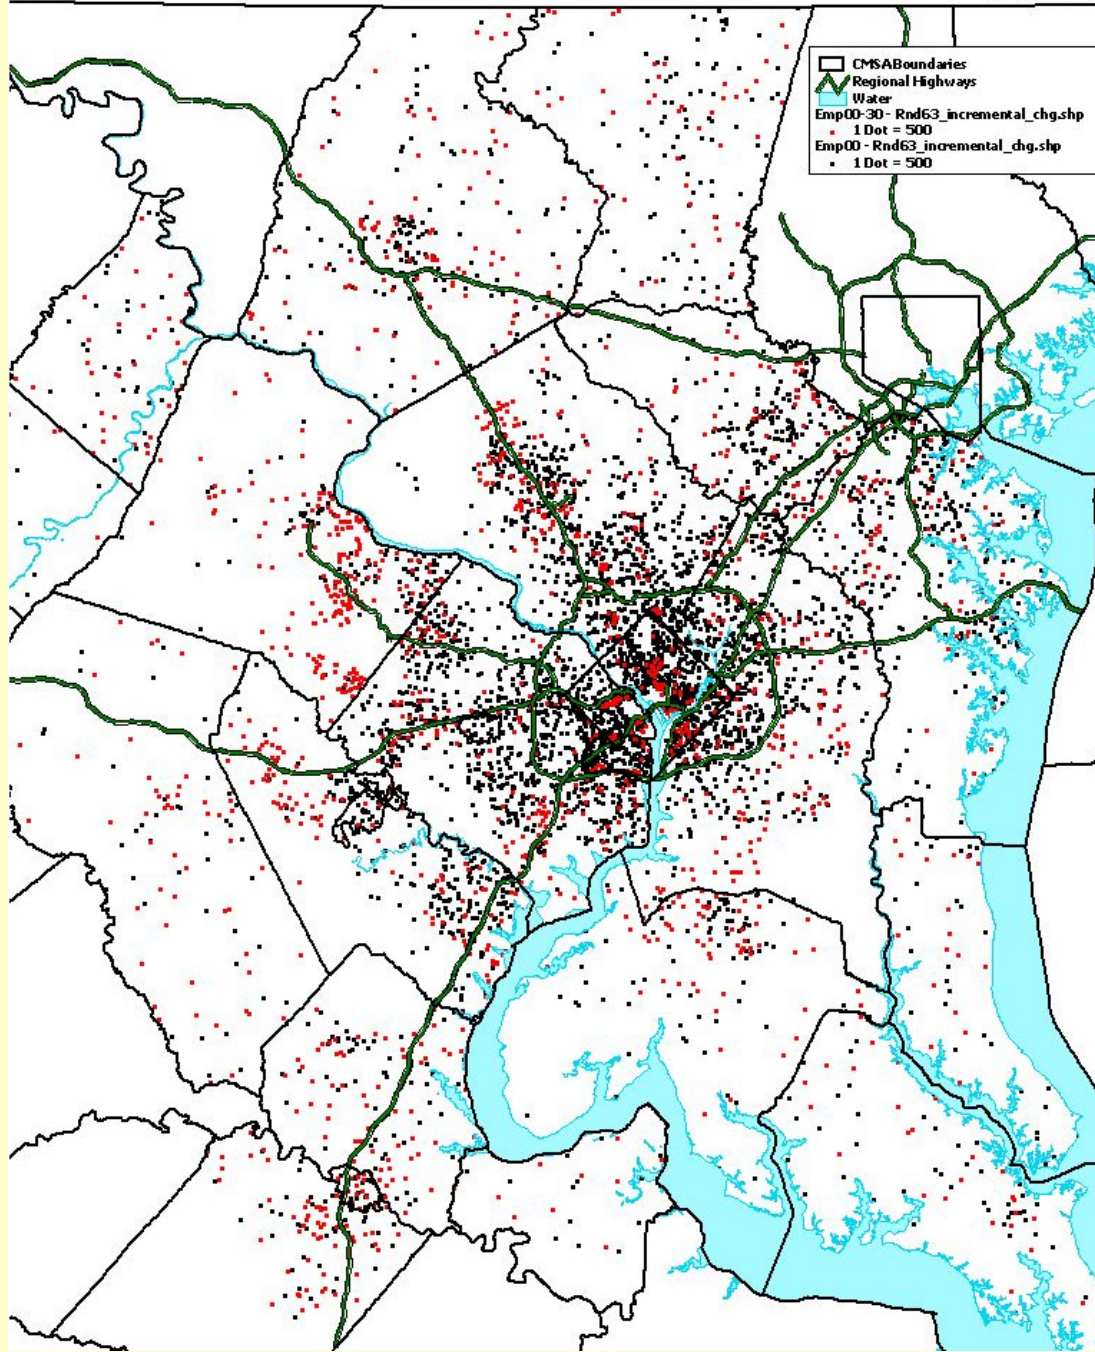 CMSABoundaries
Regional Highways
Water
Emp00-30 - Rnd63_incremental_chg.shp
1 Dot = 500
Emp00 - Rnd63_incremental_chg.shp
1 Dot = 500